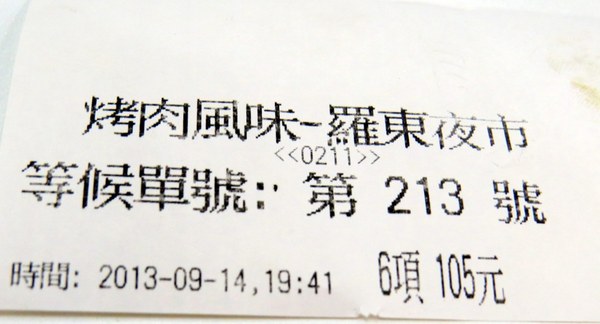 烤肉風味-羅東夜市
<<0211>>
等候單號: 第 213 號
時間: 2013-09-14,19:41 6項 105元